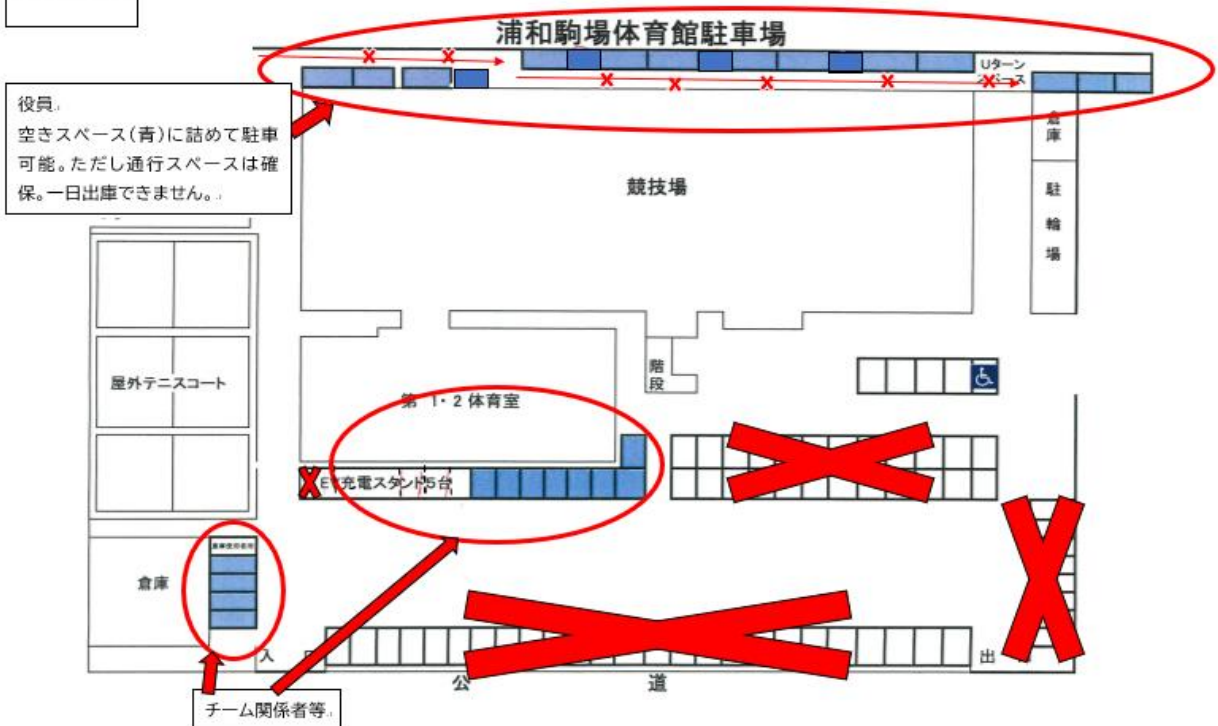 浦和駒場体育館駐車場
Uターン
役員
空きスペース(青)に詰めて駐車
可能。ただし通行スペースは確
保。一日出庫できません。
倉庫
競技場
駐輪場
屋外テニスコート
階段
第1・2体育室
EV充電スタンド5台
倉庫
入
出
公道
チーム関係者等